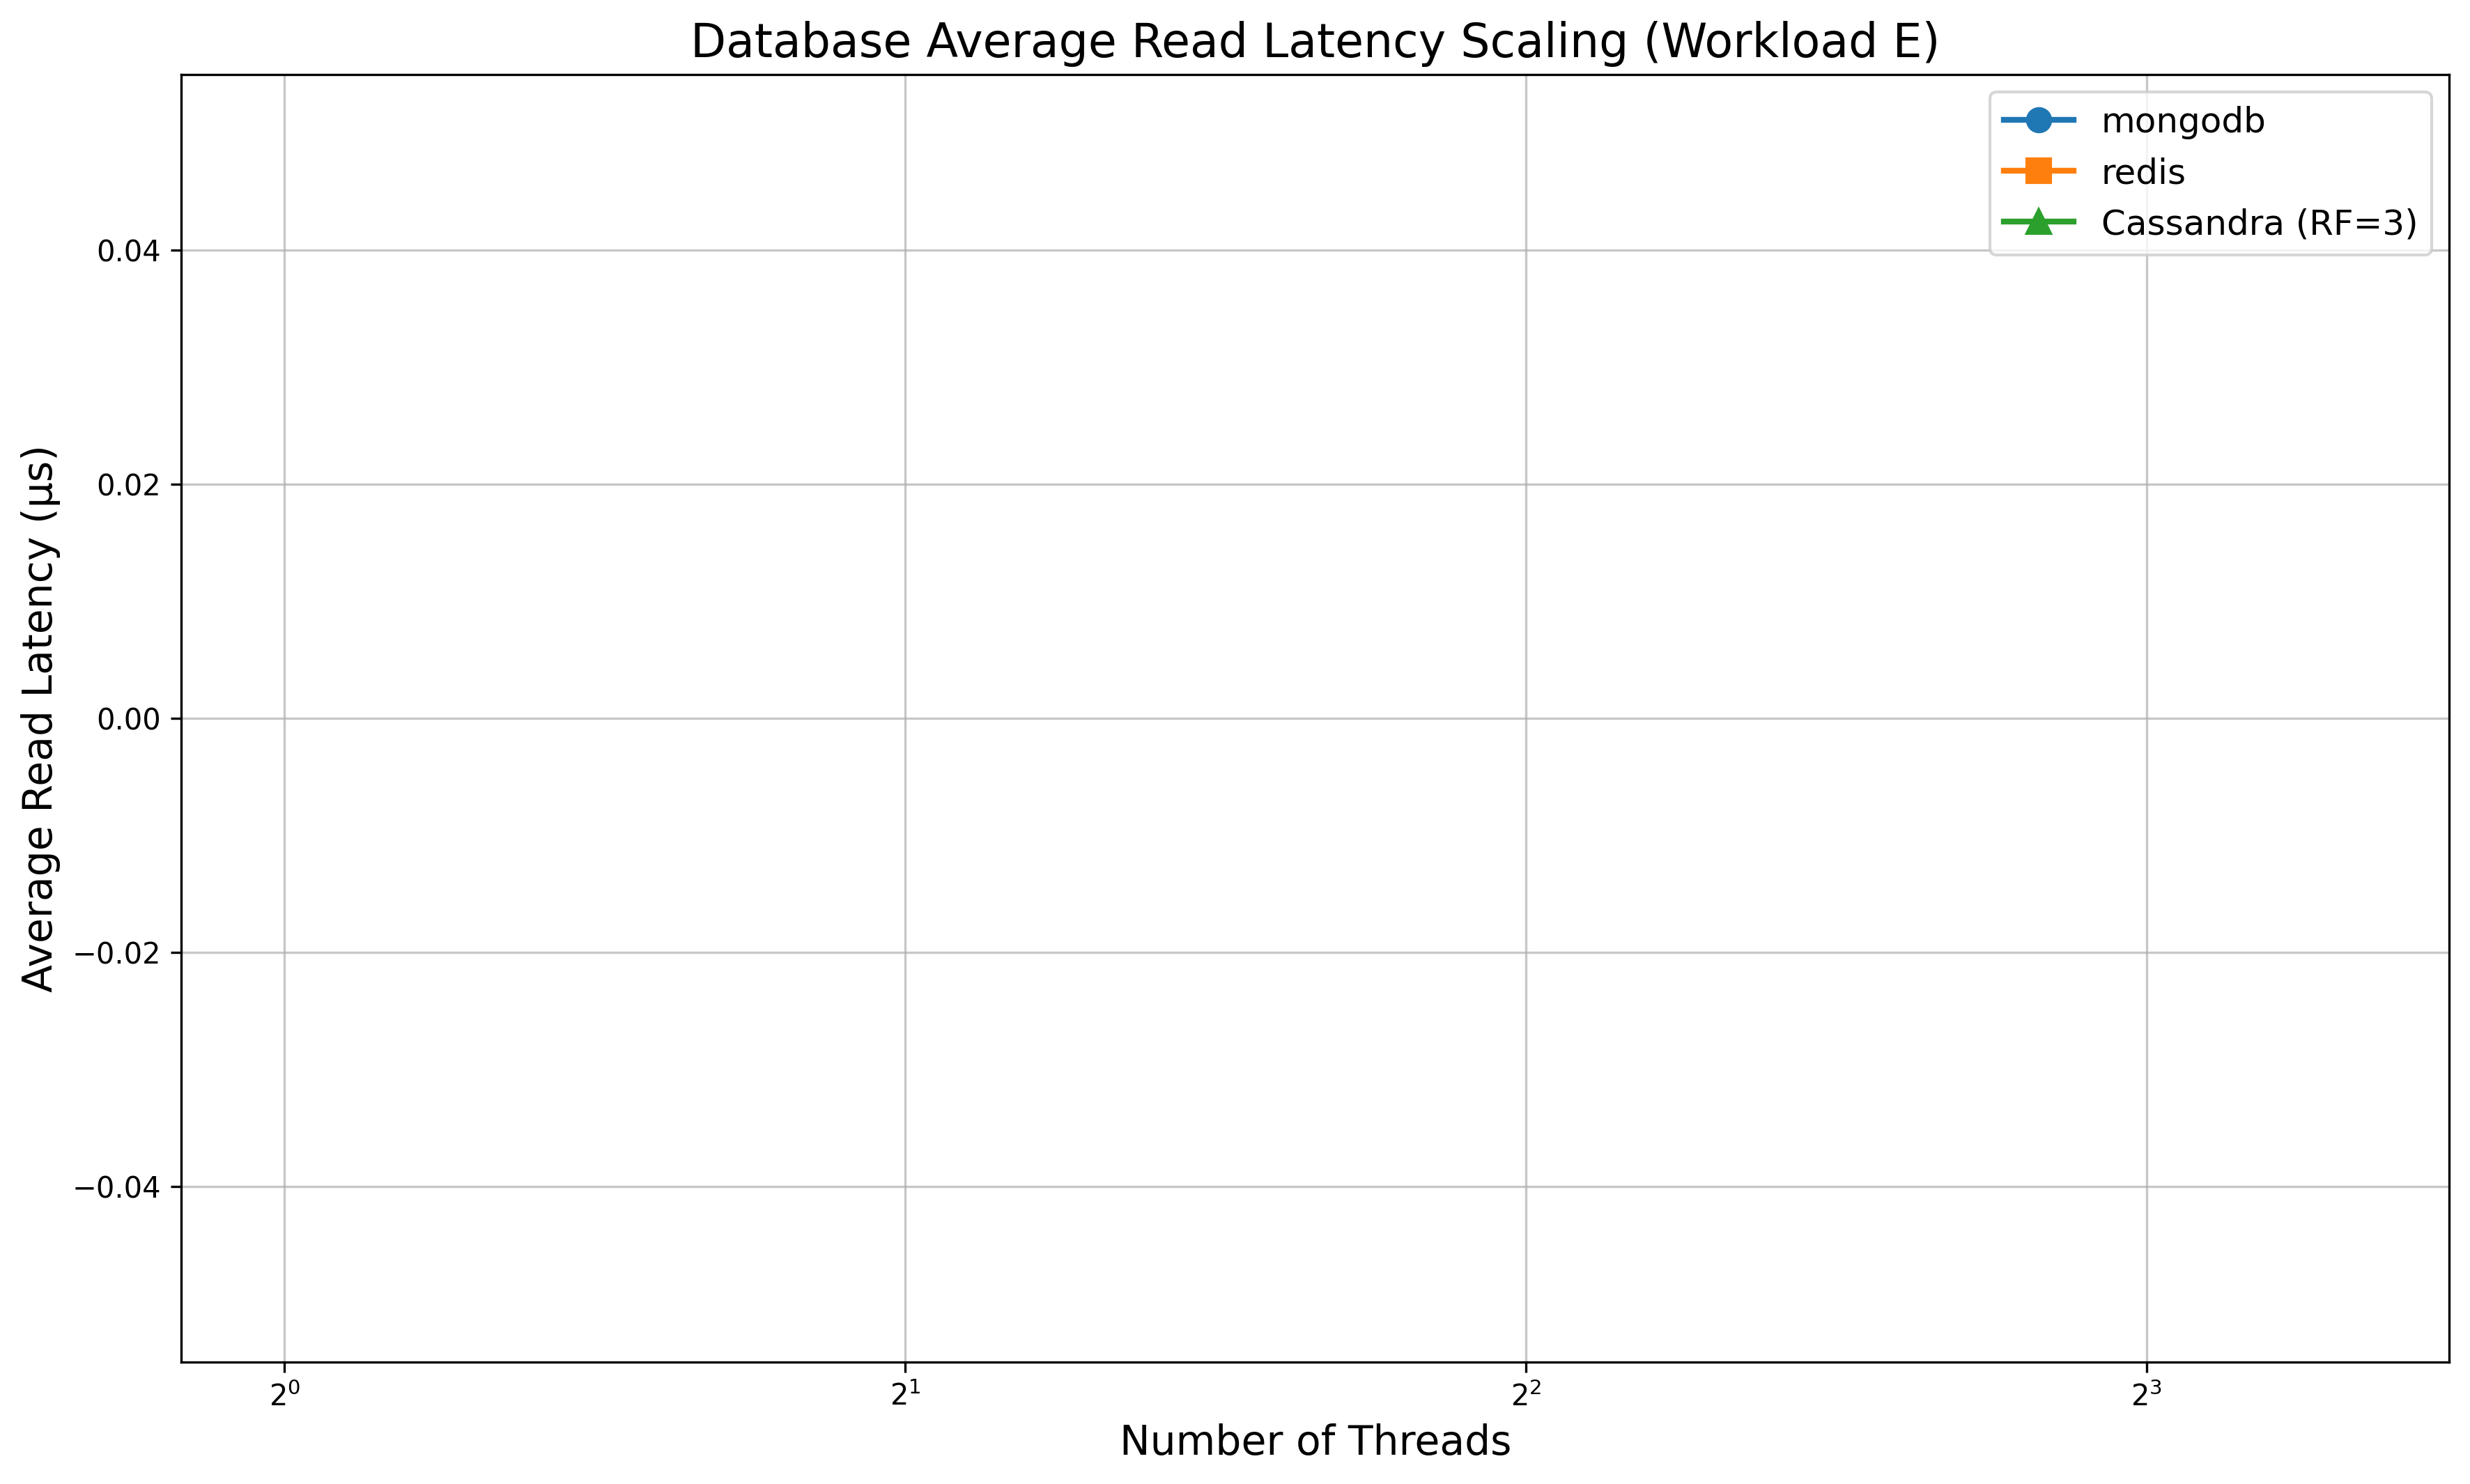 Database Average Read Latency Scaling (Workload E)
mongodb
redis
Cassandra (RF=3)
Average Read Latency (µs)
0.04
0.02
0.00
−0.02
−0.04
2⁰
2¹
2²
2³
Number of Threads